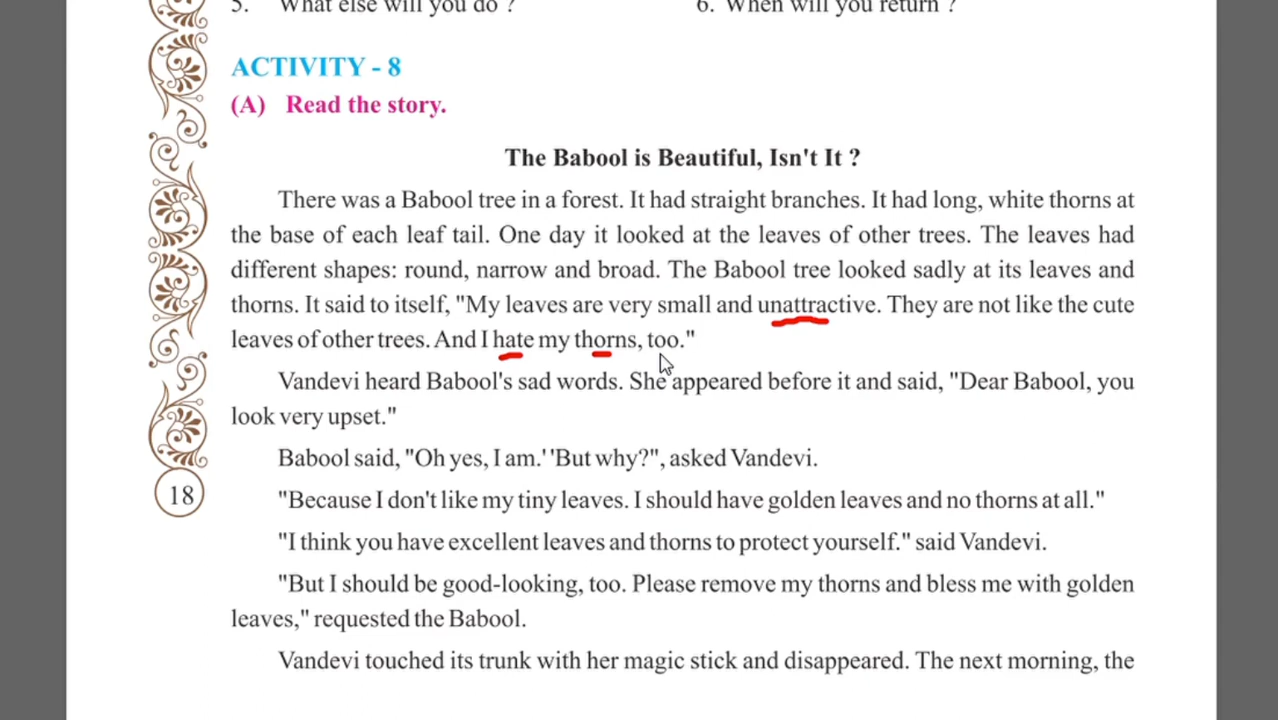 5. What else will you do ?
6. When will you return ?
ACTIVITY - 8
(A) Read the story.
The Babool is Beautiful, Isn't It ?
There was a Babool tree in a forest. It had straight branches. It had long, white thorns at
the base of each leaf tail. One day it looked at the leaves of other trees. The leaves had
different shapes: round, narrow and broad. The Babool tree looked sadly at its leaves and
thorns. It said to itself, "My leaves are very small and unattractive. They are not like the cute
leaves of other trees. And I hate my thorns, too."
Vandevi heard Babool's sad words. She appeared before it and said, "Dear Babool, you
look very upset."
Babool said, "Oh yes, I am.' 'But why?", asked Vandevi.
"Because I don't like my tiny leaves. I should have golden leaves and no thorns at all."
"I think you have excellent leaves and thorns to protect yourself." said Vandevi.
"But I should be good-looking, too. Please remove my thorns and bless me with golden
leaves," requested the Babool.
Vandevi touched its trunk with her magic stick and disappeared. The next morning, the
18